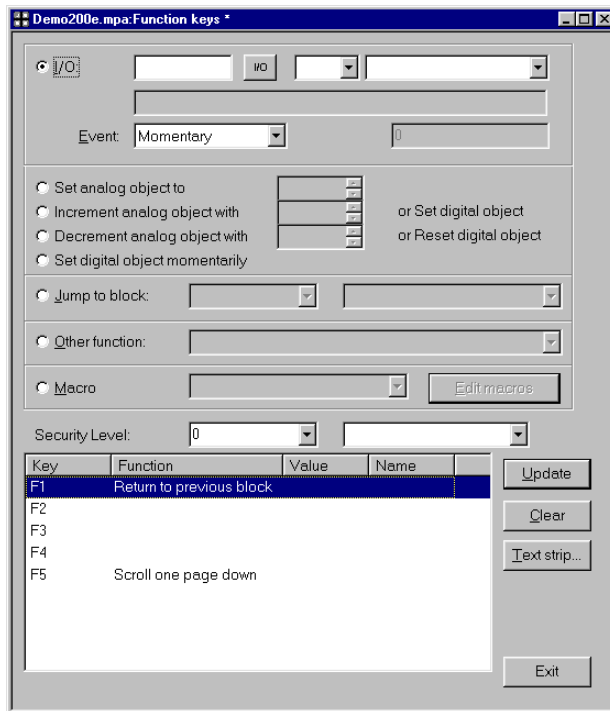 Demo200e.mpa:Function keys *
I/O: I/O
Event: Momentary 0
Set analog object to
Increment analog object with or Set digital object
Decrement analog object with or Reset digital object
Set digital object momentarily
Jump to block:
Other function:
Macro Edit macros
Security Level: 0
Key Function Value Name
F1 Return to previous block
F2
F3
F4
F5 Scroll one page down
Update
Clear
Text strip...
Exit